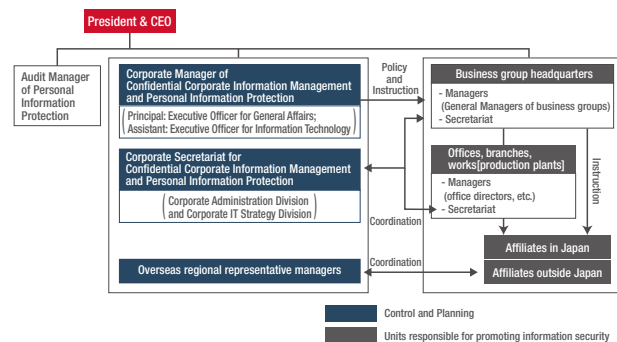 President & CEO
Audit Manager
of Personal
Information
Protection
Corporate Manager of
Confidential Corporate Information Management
and Personal Information Protection
(Principal: Executive Officer for General Affairs;
Assistant: Executive Officer for Information Technology)
Corporate Secretariat for
Confidential Corporate Information Management
and Personal Information Protection
(Corporate Administration Division
and Corporate IT Strategy Division)
Overseas regional representative managers
Policy
and
Instruction
Coordination
Coordination
Business group headquarters
- Managers
(General Managers of business groups)
- Secretariat
Offices, branches,
works[production plants]
- Managers
(office directors, etc.)
- Secretariat
Instruction
Affiliates in Japan
Affiliates outside Japan
Control and Planning
Units responsible for promoting information security